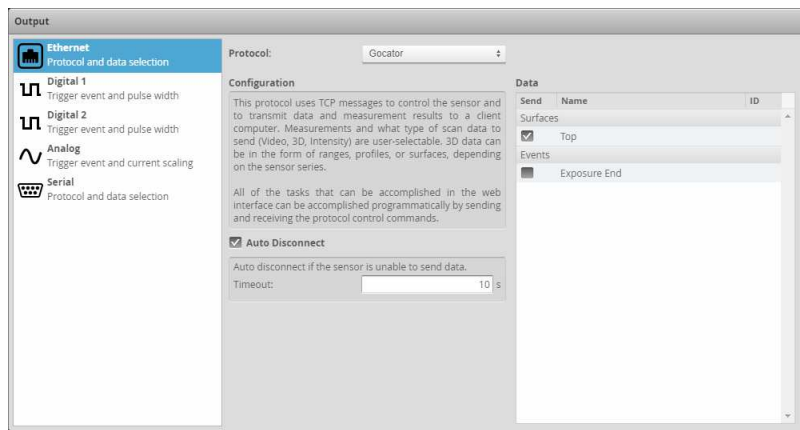 Output
Ethernet
Protocol and data selection
Digital 1
Trigger event and pulse width
Digital 2
Trigger event and pulse width
Analog
Trigger event and current scaling
Serial
Protocol and data selection
Protocol: Gocator
Configuration
This protocol uses TCP messages to control the sensor and
to transmit data and measurement results to a client
computer. Measurements and what type of scan data to
send (Video, 3D, Intensity) are user-selectable. 3D data can
be in the form of ranges, profiles, or surfaces, depending
on the sensor series.
All of the tasks that can be accomplished in the web
interface can be accomplished programmatically by sending
and receiving the protocol control commands.
Auto Disconnect
Auto disconnect if the sensor is unable to send data.
Timeout: 10 s
Data
Send Name ID
Surfaces
Top
Events
Exposure End